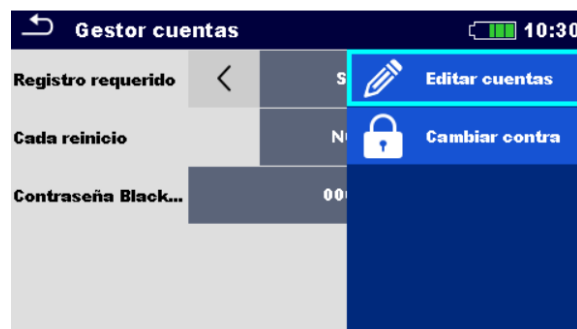 Gestor cuentas 10:30
Registro requerido
Editar cuentas
Cada reinicio
Cambiar contra
Contraseña Black...